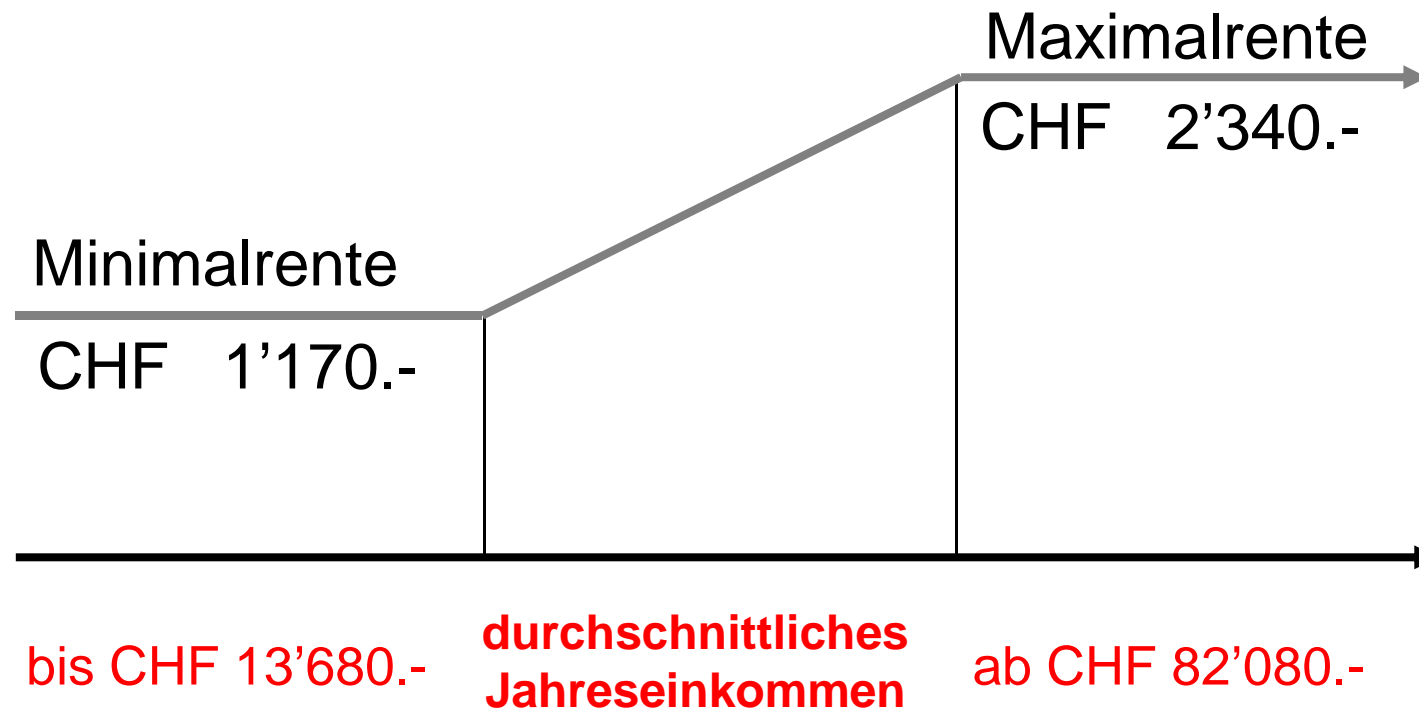 Maximalrente
CHF 2’340.-
Minimalrente
CHF 1’170.-
bis CHF 13’680.-
durchschnittliches
Jahreseinkommen
ab CHF 82’080.-